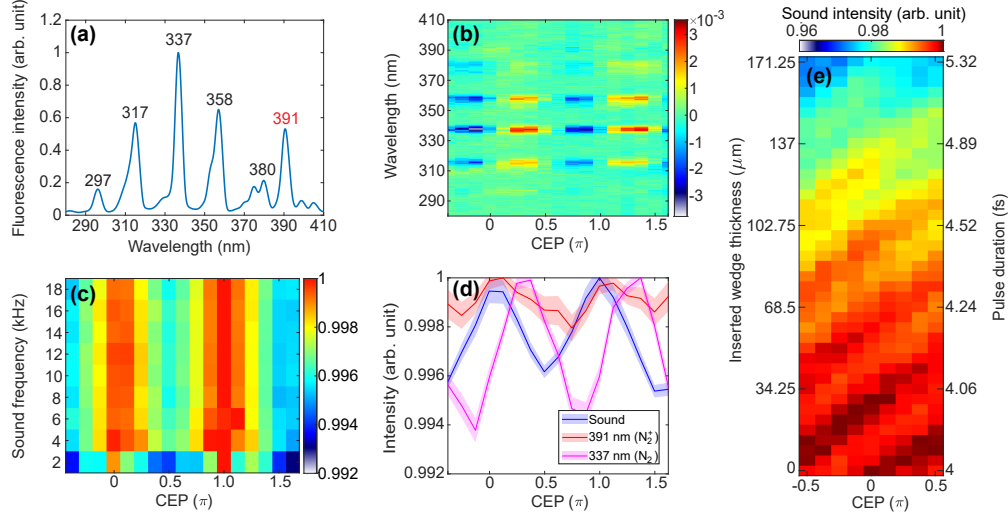 (a)
Fluorescence intensity (arb. unit)
1.2
1
0.8
0.6
0.4
0.2
0
297
317
337
358
380
391
290 310 330 350 370 390 410
Wavelength (nm)
(b)
Wavelength (nm)
410
390
370
350
330
310
290
0 0.5 1.0 1.5
CEP (π)
×10⁻³
3
2
1
0
-1
-2
-3
(c)
Sound frequency (kHz)
18
16
14
12
10
8
6
4
2
0 0.5 1.0 1.5
CEP (π)
1
0.998
0.996
0.994
0.992
(d)
Intensity (arb. unit)
1
0.998
0.996
0.994
0.992
Sound
391 nm (N₂⁺)
337 nm (N₂)
0 0.5 1.0 1.5
CEP (π)
Sound intensity (arb. unit)
0.96 0.98 1
(e)
Inserted wedge thickness (μm)
171.25
137
102.75
68.5
34.25
0
5.32
4.89
4.52
4.24
4.06
4
Pulse duration (fs)
-0.5 0 0.5
CEP (π)